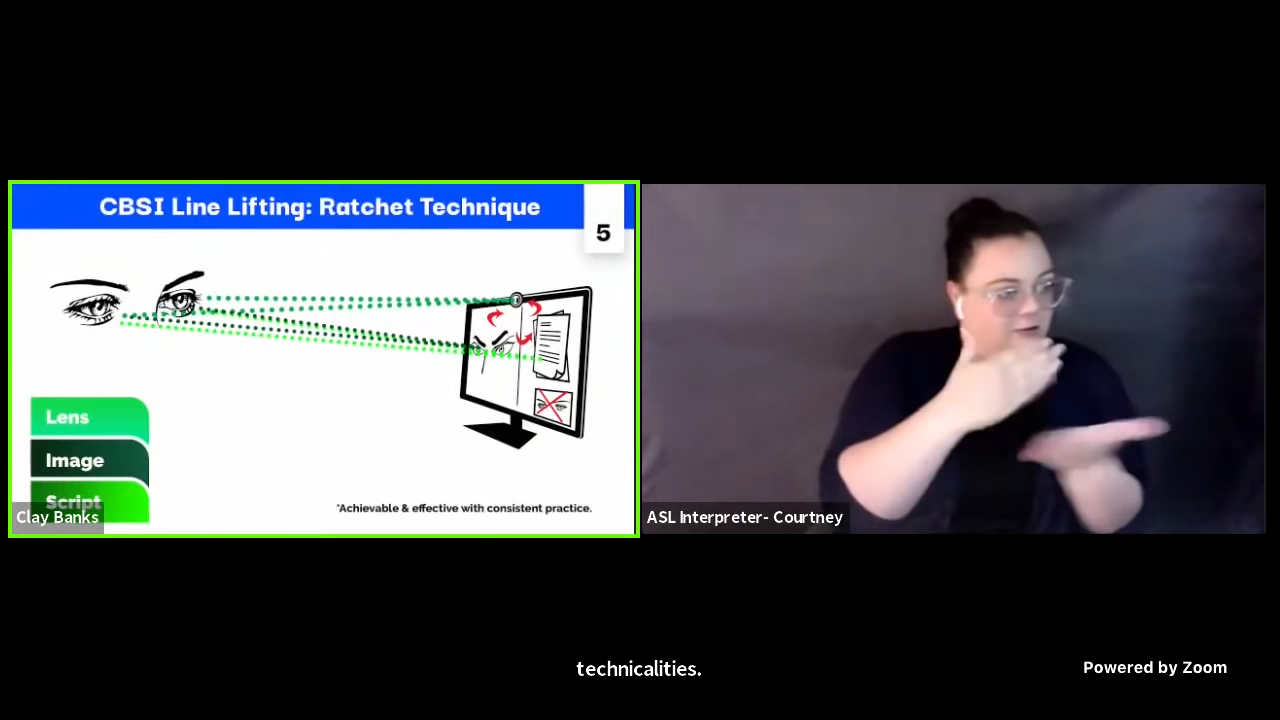 CBSI Line Lifting: Ratchet Technique
5
Lens
Image
Script
*Achievable & effective with consistent practice.
Clay Banks
ASL Interpreter- Courtney
technicalities.
Powered by Zoom